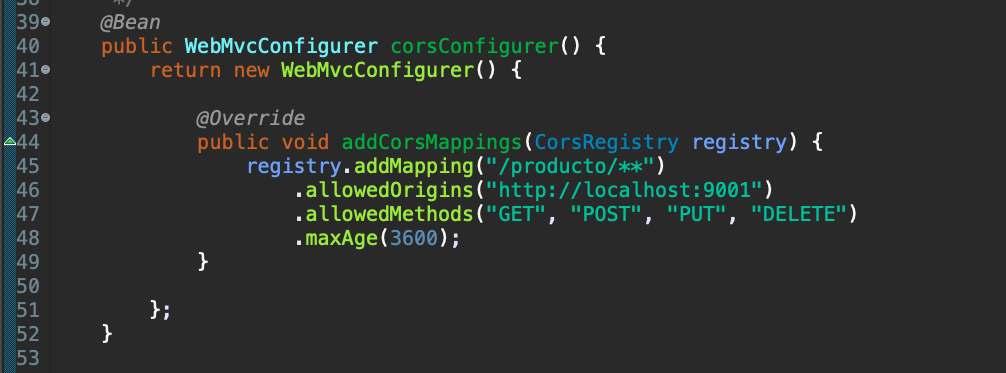 38 */
39 @Bean
40 public WebMvcConfigurer corsConfigurer() {
41 return new WebMvcConfigurer() {
42
43 @Override
44 public void addCorsMappings(CorsRegistry registry) {
45 registry.addMapping("/producto/**")
46 .allowedOrigins("http://localhost:9001")
47 .allowedMethods("GET", "POST", "PUT", "DELETE")
48 .maxAge(3600);
49 }
50
51 };
52 }
53